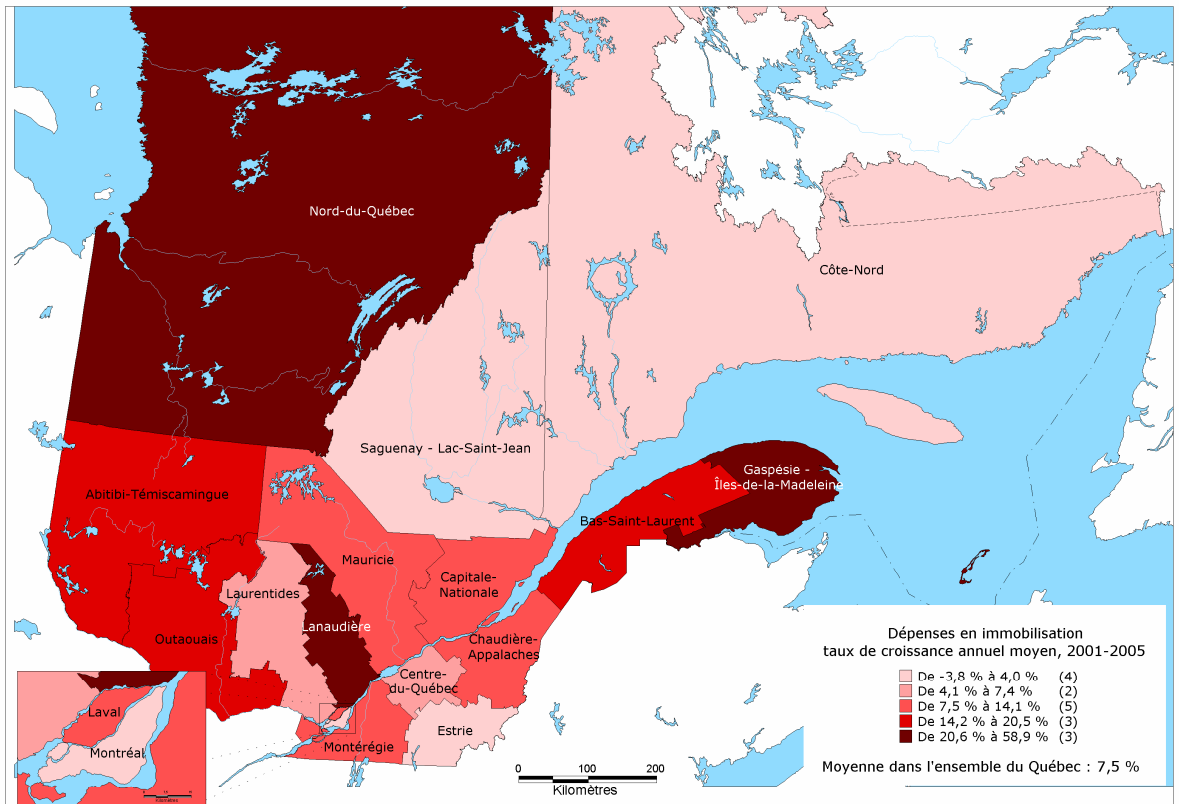 Nord-du-Québec
Côte-Nord
Saguenay - Lac-Saint-Jean
Gaspésie -
Îles-de-la-Madeleine
Abitibi-Témiscamingue
Bas-Saint-Laurent
Mauricie
Capitale-
Nationale
Laurentides
Lanaudière
Outaouais
Chaudière-
Appalaches
Centre-
du-Québec
Estrie
Montérégie
Laval
Montréal
Kilomètres
0 100 200
Kilomètres
Dépenses en immobilisation
taux de croissance annuel moyen, 2001-2005
De -3,8 % à 4,0 % (4)
De 4,1 % à 7,4 % (2)
De 7,5 % à 14,1 % (5)
De 14,2 % à 20,5 % (3)
De 20,6 % à 58,9 % (3)
Moyenne dans l'ensemble du Québec : 7,5 %